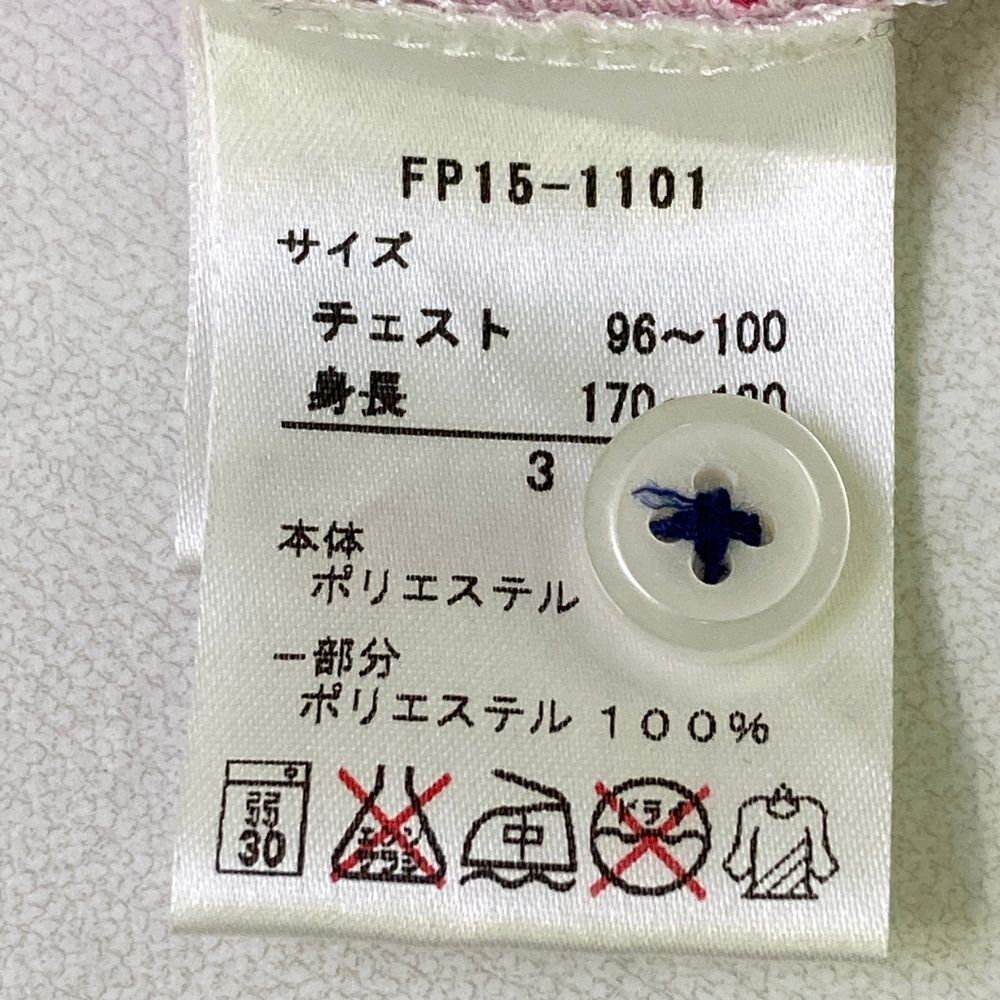 FP15-1101
サイズ
チェスト 96～100
身長 170
3
本体
ポリエステル
一部分
ポリエステル 100%
弱
30
エンソ
サラシ
中
ドライ